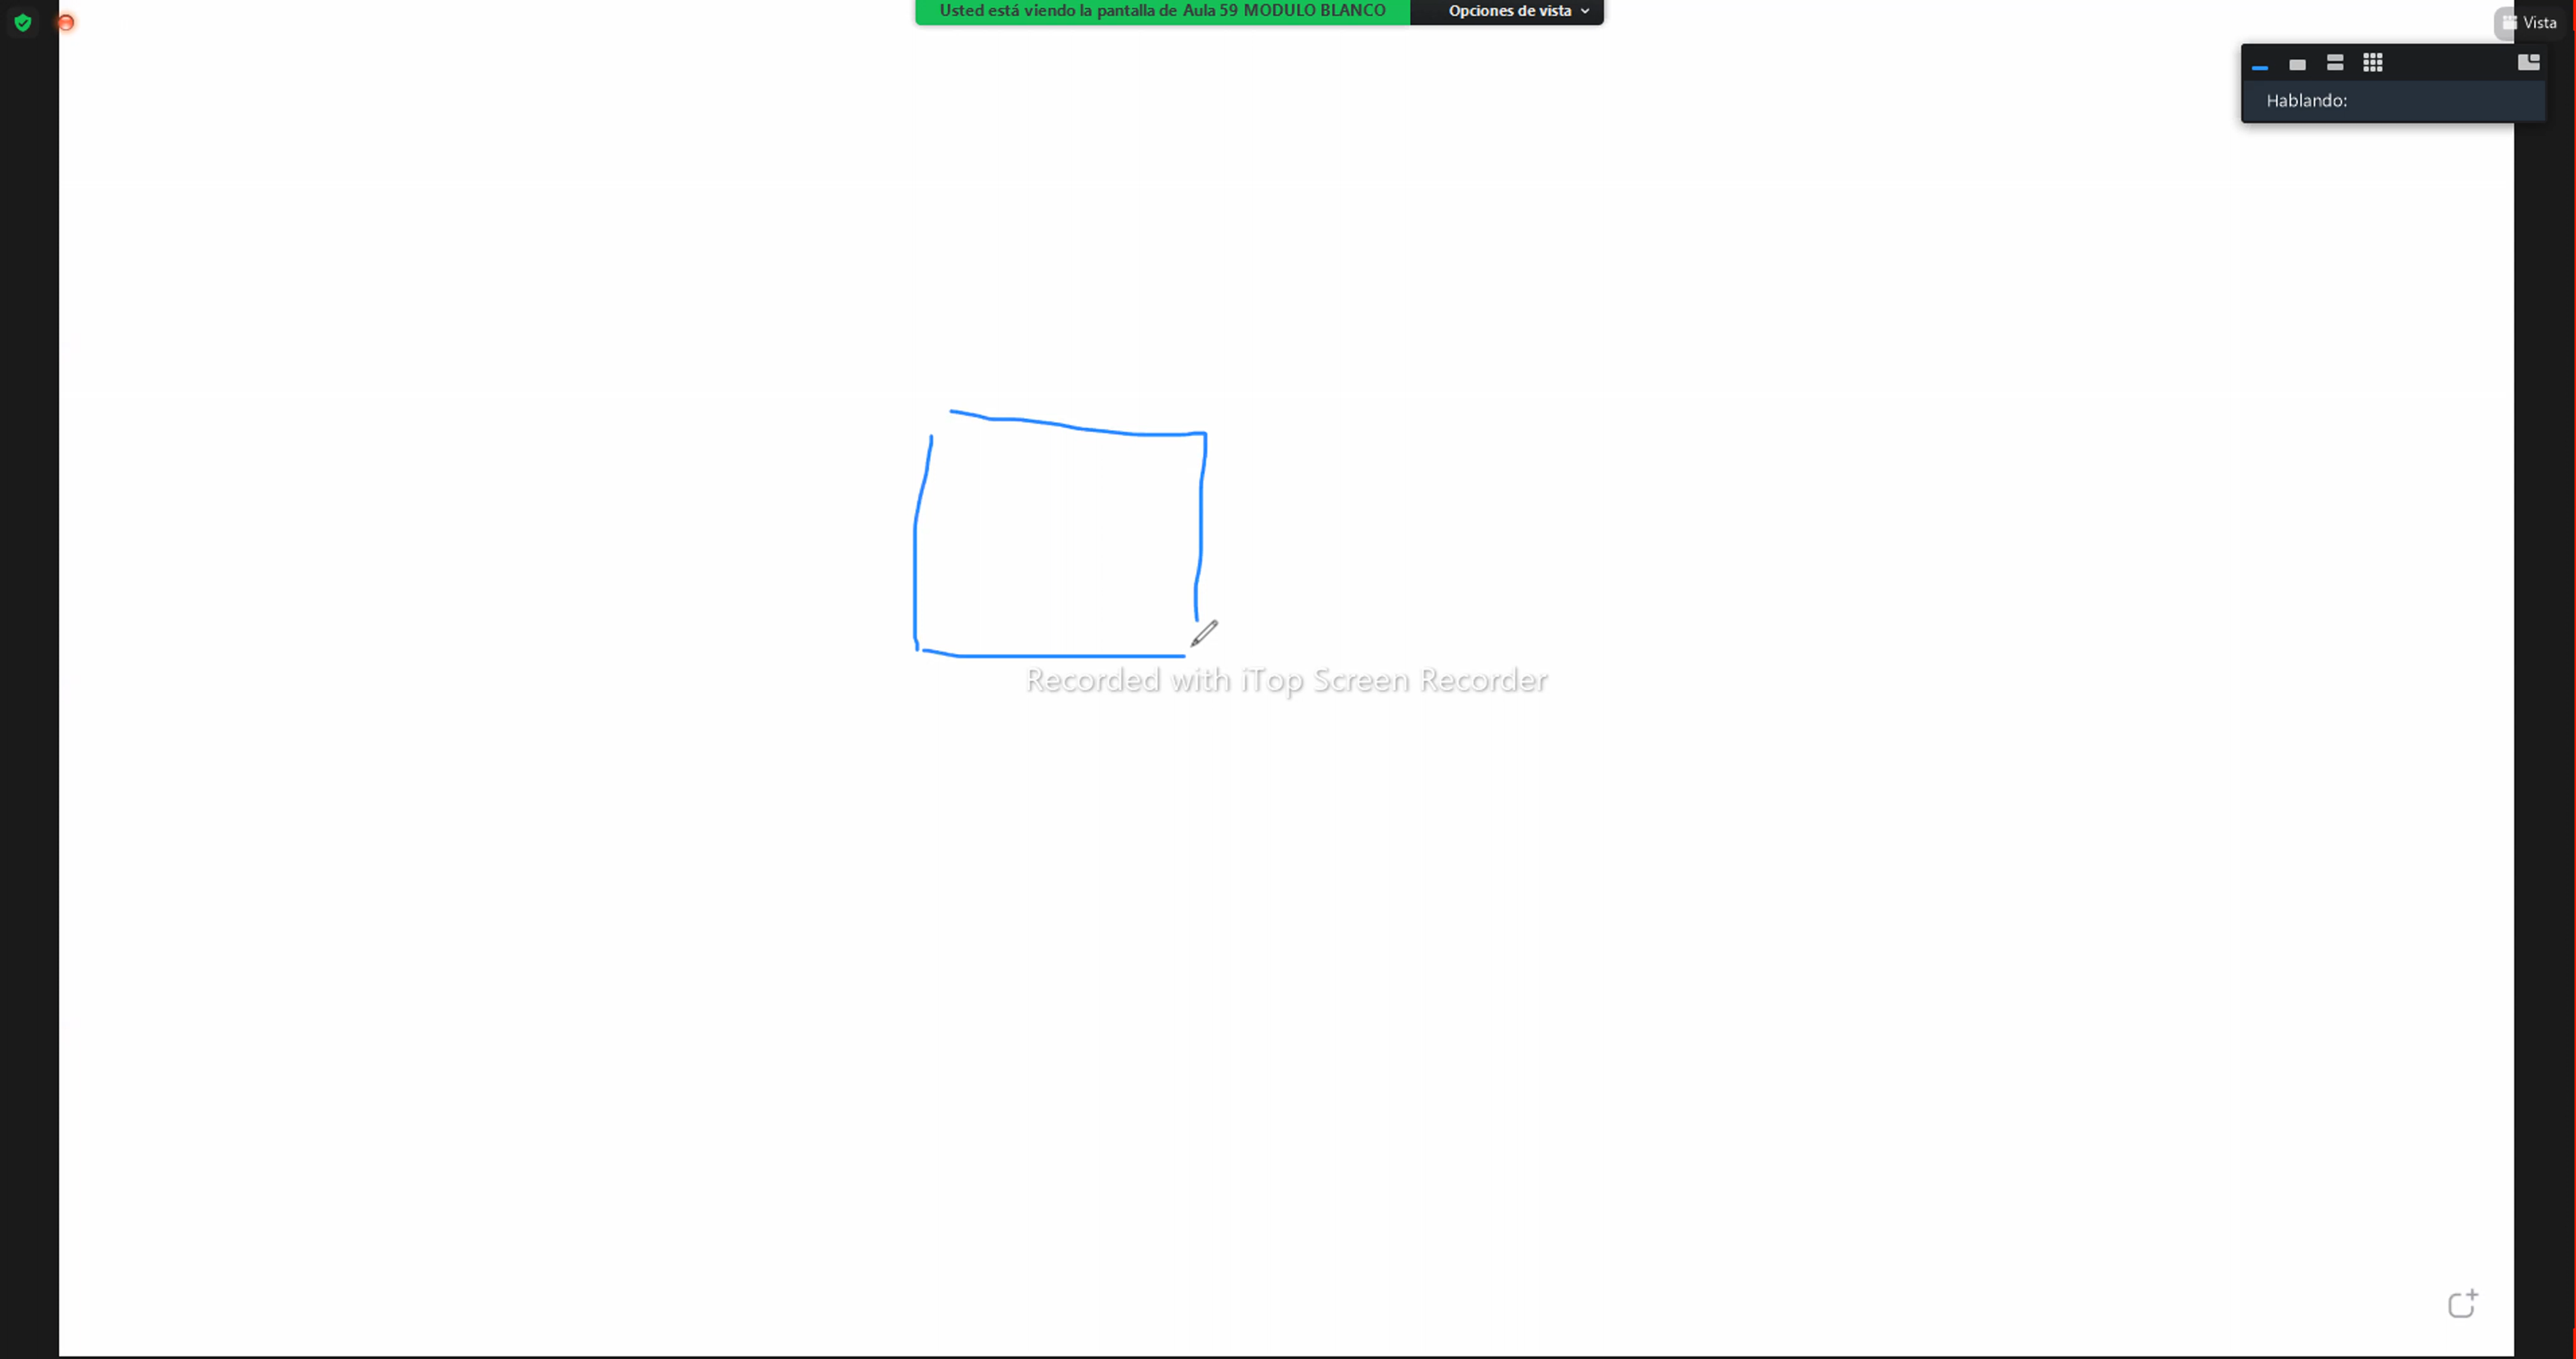 Usted está viendo la pantalla de Aula 59 MODULO BLANCO
Opciones de vista
Vista
Hablando:
Recorded with iTop Screen Recorder